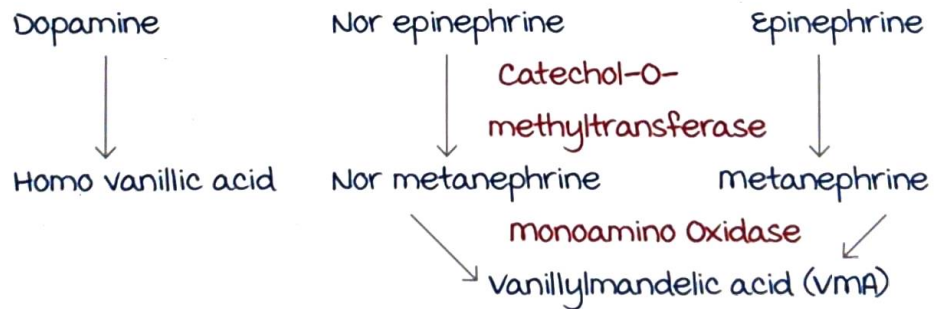 Dopamine Nor epinephrine Epinephrine
Catechol-O-
methyltransferase
Homo vanillic acid Nor metanephrine metanephrine
monoamino Oxidase
Vanillylmandelic acid (VMA)